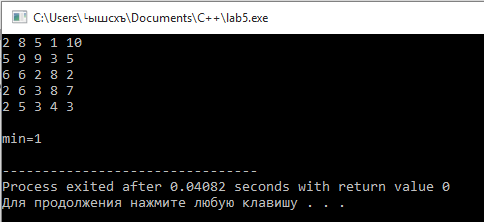 C:\Users\╘ышсхъ\Documents\C++\lab5.exe
2 8 5 1 10
5 9 9 3 5
6 6 2 8 2
2 6 3 8 7
2 5 3 4 3
min=1
--------------------------------
Process exited after 0.04082 seconds with return value 0
Для продолжения нажмите любую клавишу . . .